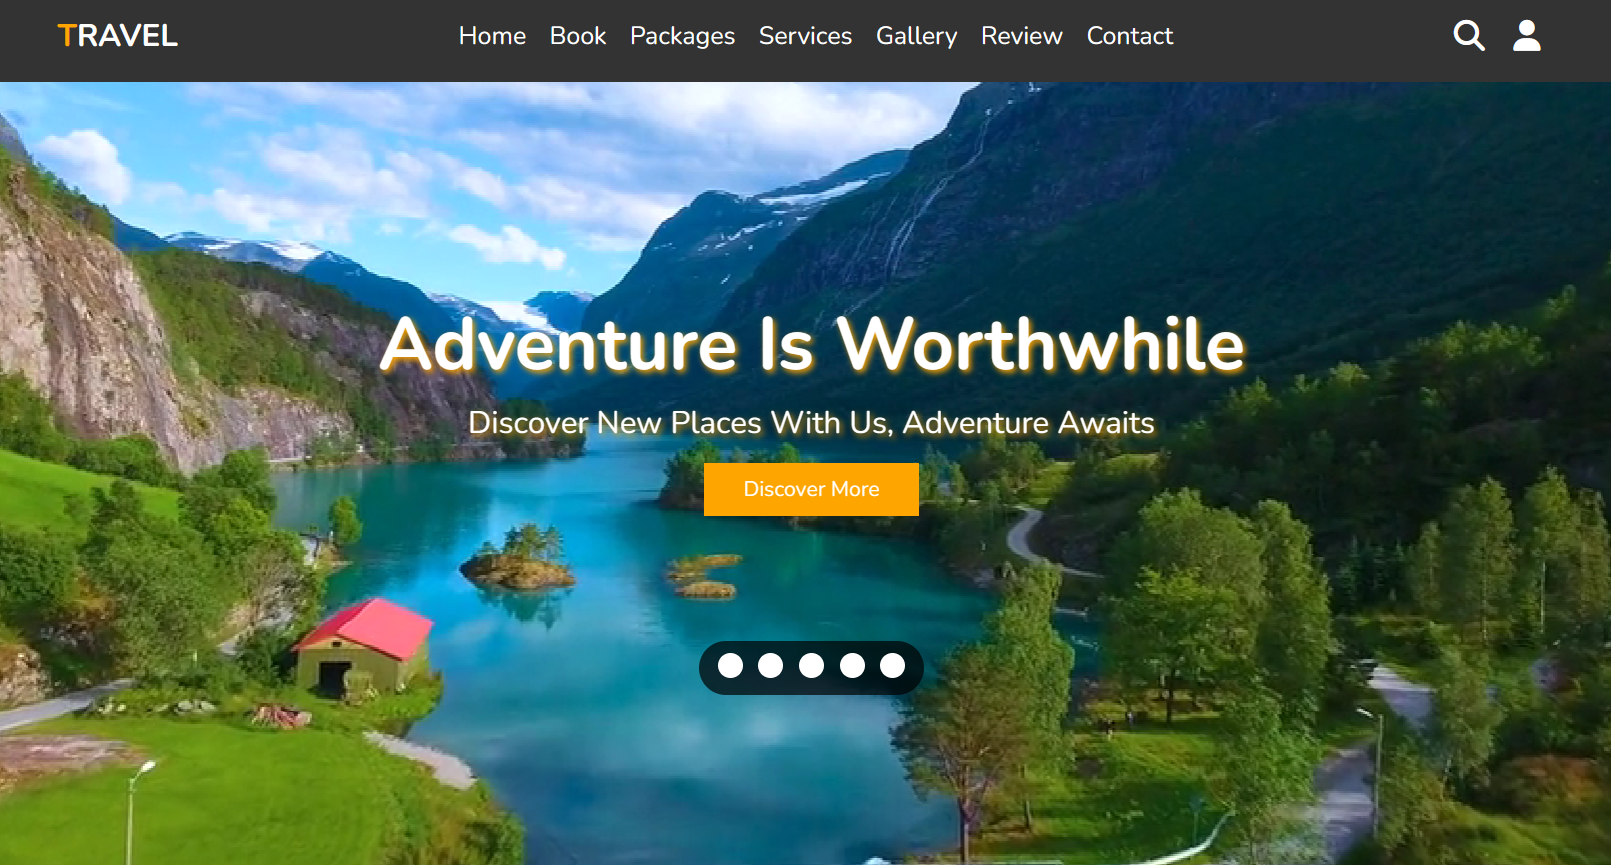 TRAVEL
Home Book Packages Services Gallery Review Contact
Adventure Is Worthwhile
Discover New Places With Us, Adventure Awaits
Discover More